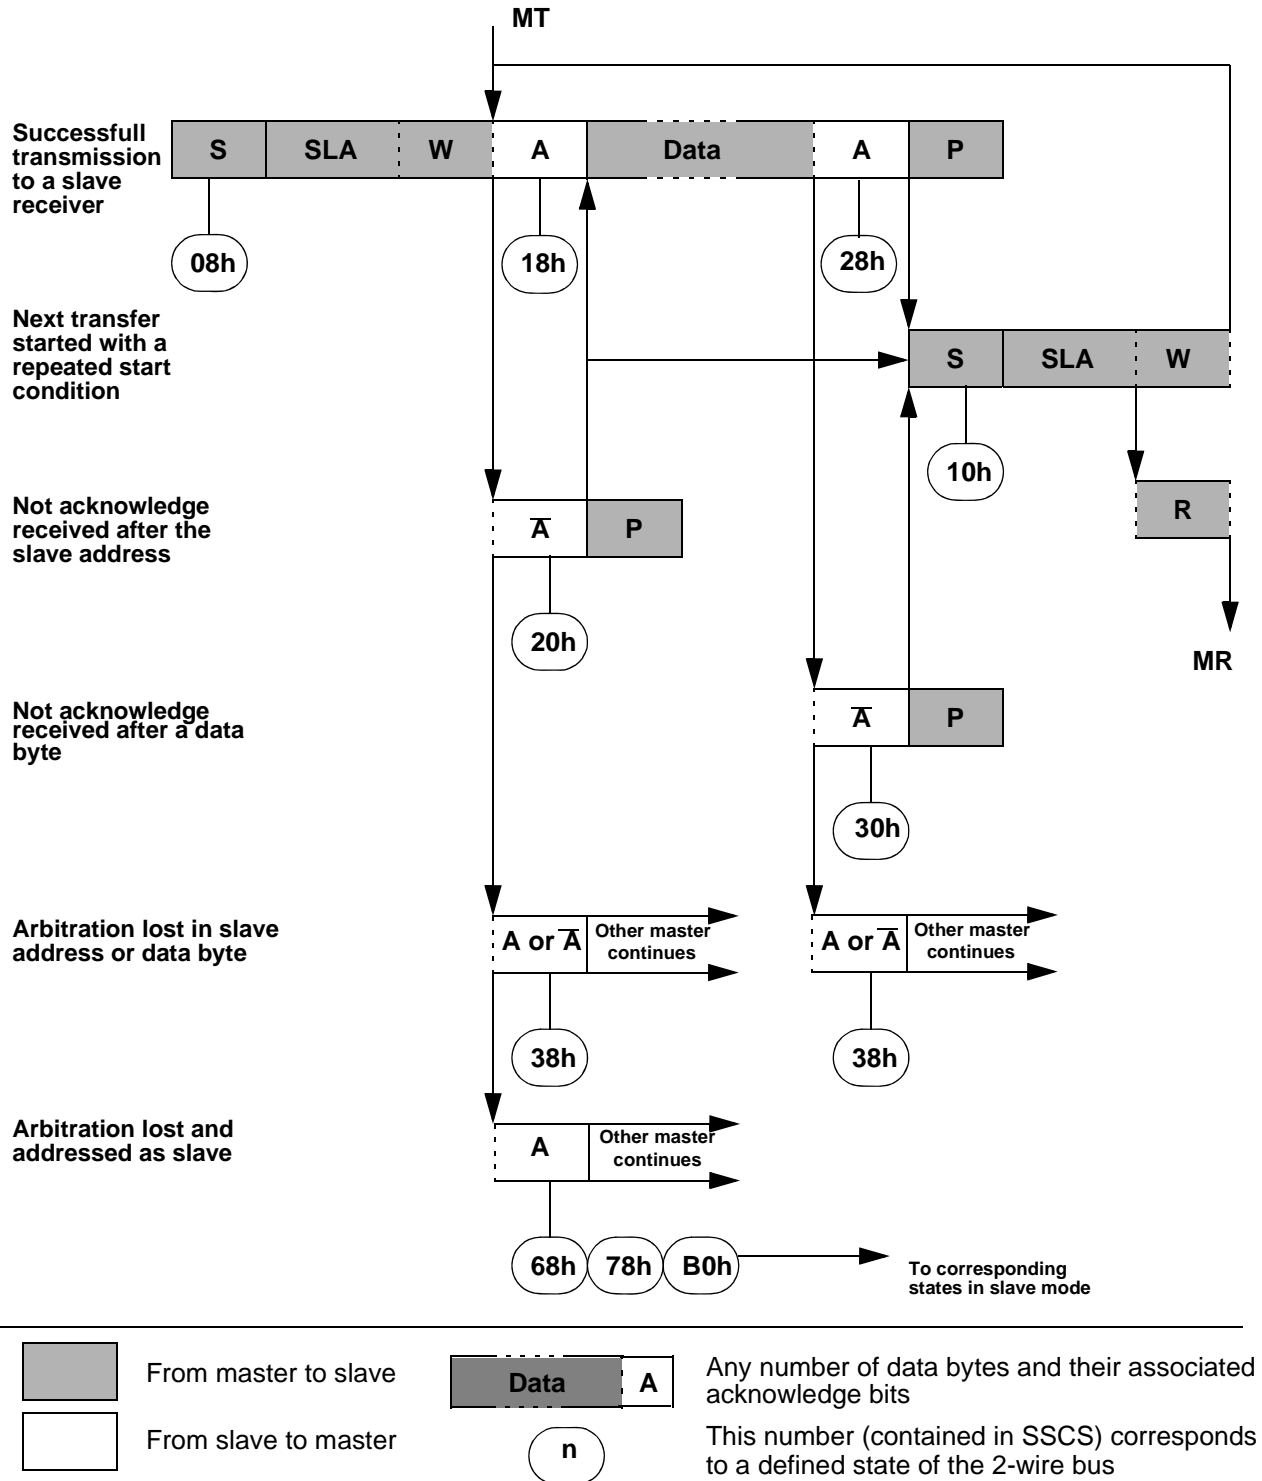 MT
Successfull
transmission
to a slave
receiver
S SLA W A Data A P
08h 18h 28h
Next transfer
started with a
repeated start
condition
S SLA W
10h
Not acknowledge
received after the
slave address
A̅ P
R
20h
MR
Not acknowledge
received after a data
byte
A̅ P
30h
Arbitration lost in slave
address or data byte
A or A̅ Other master
continues
A or A̅ Other master
continues
38h 38h
Arbitration lost and
addressed as slave
A Other master
continues
68h 78h B0h
To corresponding
states in slave mode
From master to slave
Data A
Any number of data bytes and their associated
acknowledge bits
From slave to master
n
This number (contained in SSCS) corresponds
to a defined state of the 2-wire bus